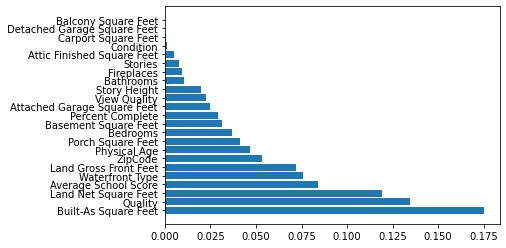 Balcony Square Feet
Detached Garage Square Feet
Carport Square Feet
Condition
Attic Finished Square Feet
Stories
Fireplaces
Bathrooms
Story Height
View Quality
Attached Garage Square Feet
Percent Complete
Basement Square Feet
Bedrooms
Porch Square Feet
Physical Age
ZipCode
Land Gross Front Feet
Waterfront Type
Average School Score
Land Net Square Feet
Quality
Built-As Square Feet
0.000 0.025 0.050 0.075 0.100 0.125 0.150 0.175